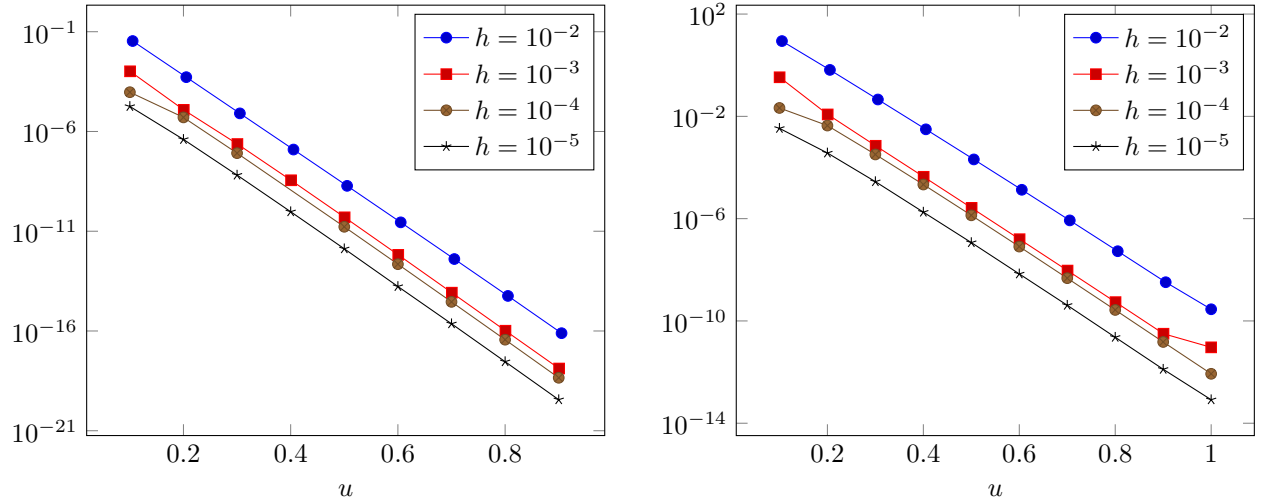 10^{-1}
10^{-6}
10^{-11}
10^{-16}
10^{-21}
0.2 0.4 0.6 0.8
u
h = 10^{-2}
h = 10^{-3}
h = 10^{-4}
h = 10^{-5}
10^{2}
10^{-2}
10^{-6}
10^{-10}
10^{-14}
0.2 0.4 0.6 0.8 1
u
h = 10^{-2}
h = 10^{-3}
h = 10^{-4}
h = 10^{-5}